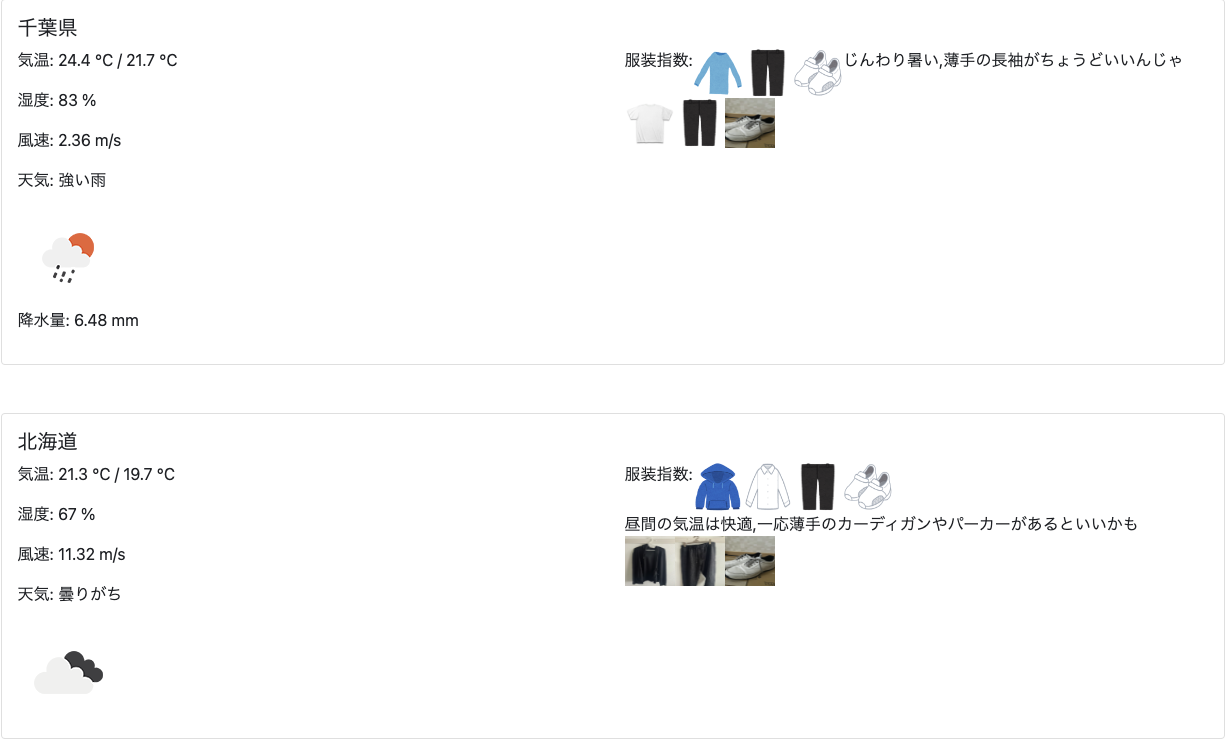 千葉県
気温: 24.4 °C / 21.7 °C
湿度: 83 %
風速: 2.36 m/s
天気: 強い雨
降水量: 6.48 mm
服装指数: じんわり暑い,薄手の長袖がちょうどいいんじゃ
北海道
気温: 21.3 °C / 19.7 °C
湿度: 67 %
風速: 11.32 m/s
天気: 曇りがち
服装指数:
昼間の気温は快適,一応薄手のカーディガンやパーカーがあるといいかも